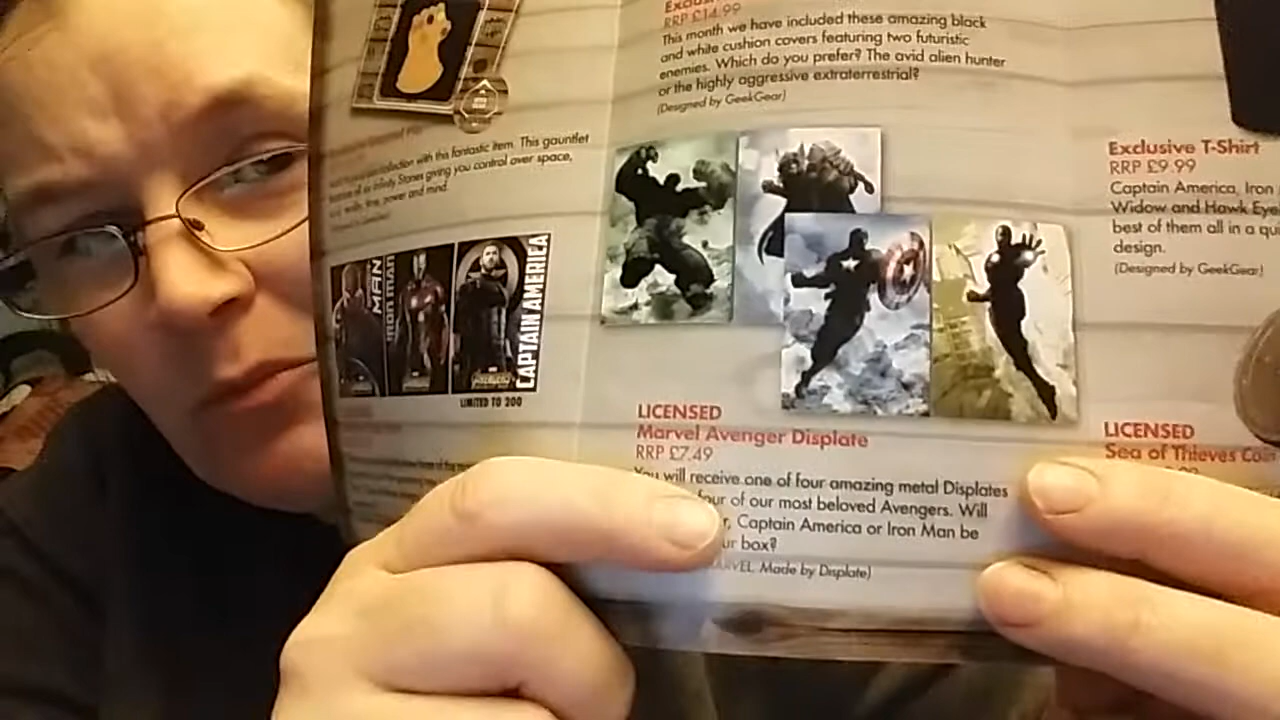 RRP £14.99
This month we have included these amazing black
and white cushion covers featuring two futuristic
enemies. Which do you prefer? The avid alien hunter
or the highly aggressive extraterrestrial?
(Designed by GeekGear)
collection with this fantastic item. This gauntlet
Infinity Stones giving you control over space,
power and mind.
MAN
IRON MAN
CAPTAIN AMERICA
LIMITED TO 200
LICENSED
Marvel Avenger Displate
RRP £7.49
You will receive one of four amazing metal Displates
four of our most beloved Avengers. Will
Captain America or Iron Man be
box?
MARVEL. Made by Displate)
Exclusive T-Shirt
RRP £9.99
Captain America, Iron
Widow and Hawk Eye
best of them all in a
design.
(Designed by GeekGear)
LICENSED
Sea of Thieves